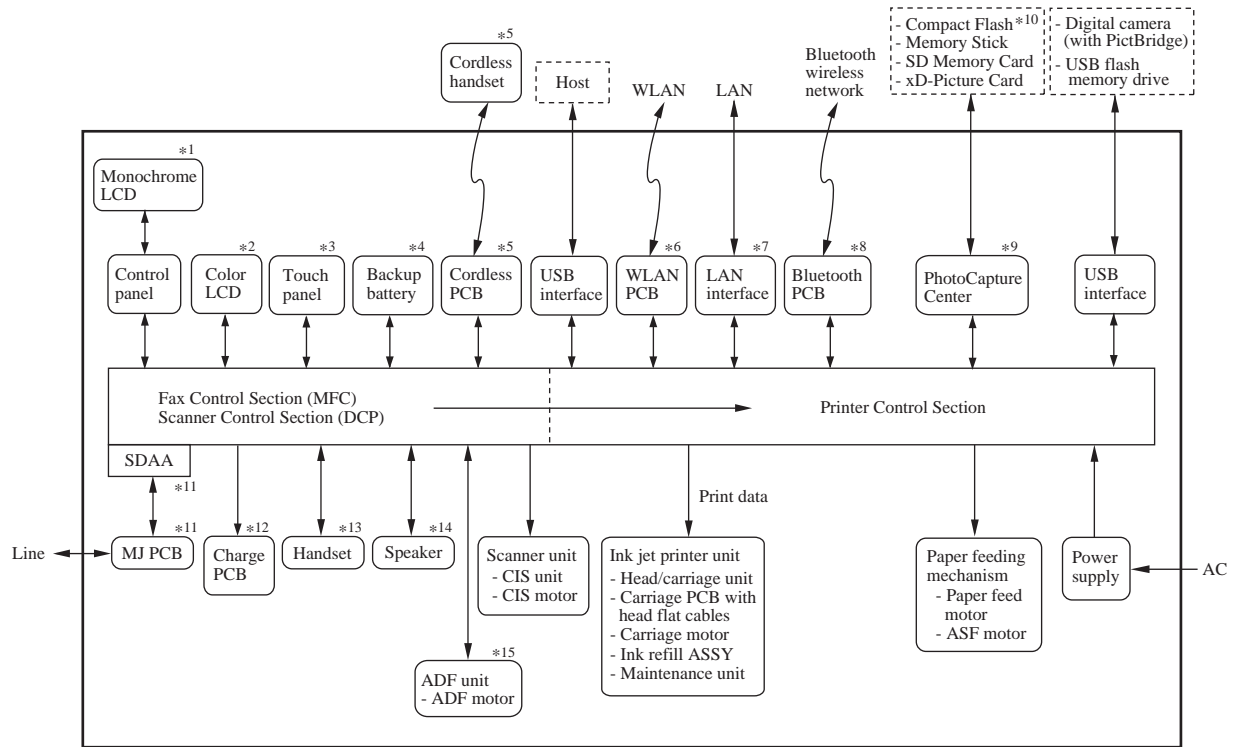 *5
Cordless
handset
Host
WLAN
LAN
Bluetooth
wireless
network
- Compact Flash*10
- Memory Stick
- SD Memory Card
- xD-Picture Card
- Digital camera
(with PictBridge)
- USB flash
memory drive
*1
Monochrome
LCD
Control
panel
*2
Color
LCD
*3
Touch
panel
*4
Backup
battery
*5
Cordless
PCB
USB
interface
*6
WLAN
PCB
*7
LAN
interface
*8
Bluetooth
PCB
*9
PhotoCapture
Center
USB
interface
Fax Control Section (MFC)
Scanner Control Section (DCP)
Printer Control Section
SDAA
*11
Print data
Line
*11
MJ PCB
*12
Charge
PCB
*13
Handset
*14
Speaker
*15
ADF unit
- ADF motor
Scanner unit
- CIS unit
- CIS motor
Ink jet printer unit
- Head/carriage unit
- Carriage PCB with
head flat cables
- Carriage motor
- Ink refill ASSY
- Maintenance unit
Paper feeding
mechanism
- Paper feed
motor
- ASF motor
Power
supply
AC